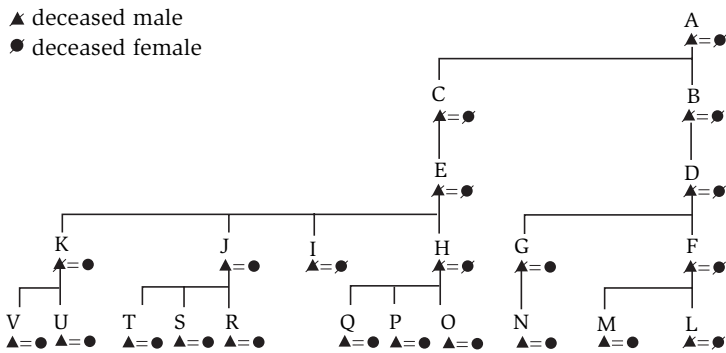 deceased male
deceased female
A
C B
E D
K J I H G F
V U T S R Q P O N M L